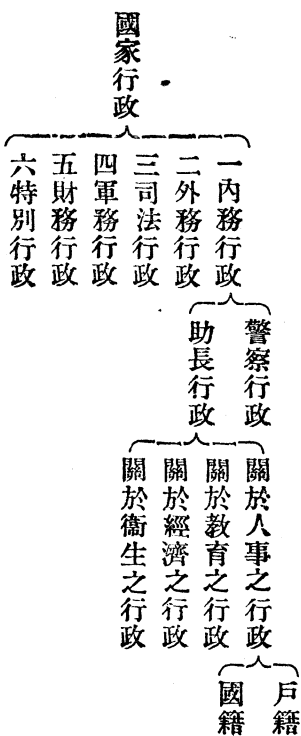 國家行政
一內務行政
二外務行政
三司法行政
四軍務行政
五財務行政
六特別行政
警察行政
助長行政
關於人事之行政
關於教育之行政
關於經濟之行政
關於衞生之行政
戶籍
國籍